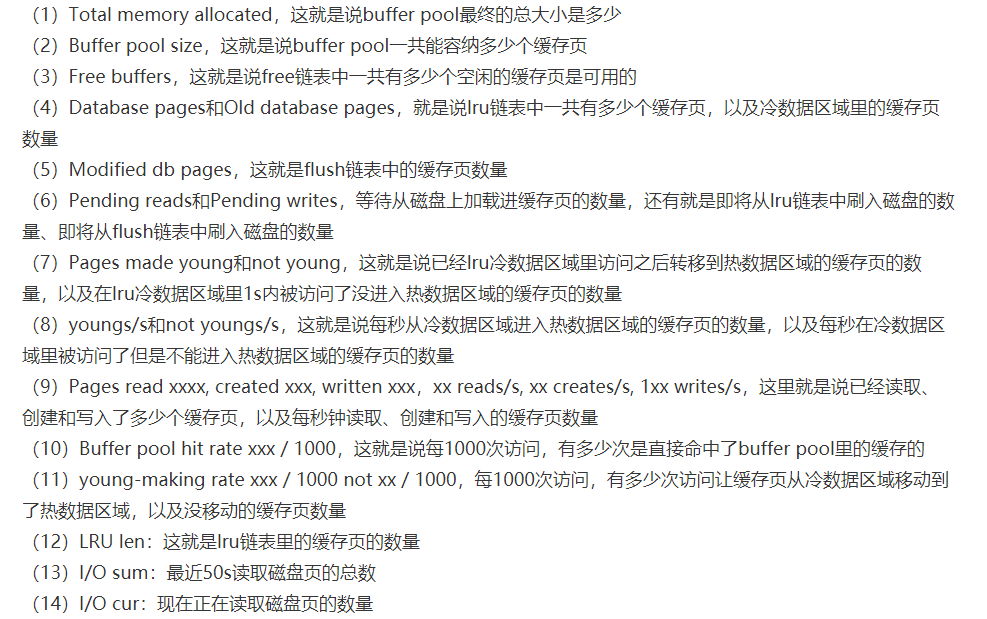 （1）Total memory allocated，这就是说buffer pool最终的总大小是多少
（2）Buffer pool size，这就是说buffer pool一共能容纳多少个缓存页
（3）Free buffers，这就是说free链表中一共有多少个空闲的缓存页是可用的
（4）Database pages和Old database pages，就是说lru链表中一共有多少个缓存页，以及冷数据区域里的缓存页
数量
（5）Modified db pages，这就是flush链表中的缓存页数量
（6）Pending reads和Pending writes，等待从磁盘上加载进缓存页的数量，还有就是即将从lru链表中刷入磁盘的数
量、即将从flush链表中刷入磁盘的数量
（7）Pages made young和not young，这就是说已经lru冷数据区域里访问之后转移到热数据区域的缓存页的数
量，以及在lru冷数据区域里1s内被访问了没进入热数据区域的缓存页的数量
（8）youngs/s和not youngs/s，这就是说每秒从冷数据区域进入热数据区域的缓存页的数量，以及每秒在冷数据区
域里被访问了但是不能进入热数据区域的缓存页的数量
（9）Pages read xxxx, created xxx, written xxx，xx reads/s, xx creates/s, 1xx writes/s，这里就是说已经读取、
创建和写入了多少个缓存页，以及每秒钟读取、创建和写入的缓存页数量
（10）Buffer pool hit rate xxx / 1000，这就是说每1000次访问，有多少次是直接命中了buffer pool里的缓存的
（11）young-making rate xxx / 1000 not xx / 1000，每1000次访问，有多少次访问让缓存页从冷数据区域移动到
了热数据区域，以及没移动的缓存页数量
（12）LRU len：这就是lru链表里的缓存页的数量
（13）I/O sum：最近50s读取磁盘页的总数
（14）I/O cur：现在正在读取磁盘页的数量